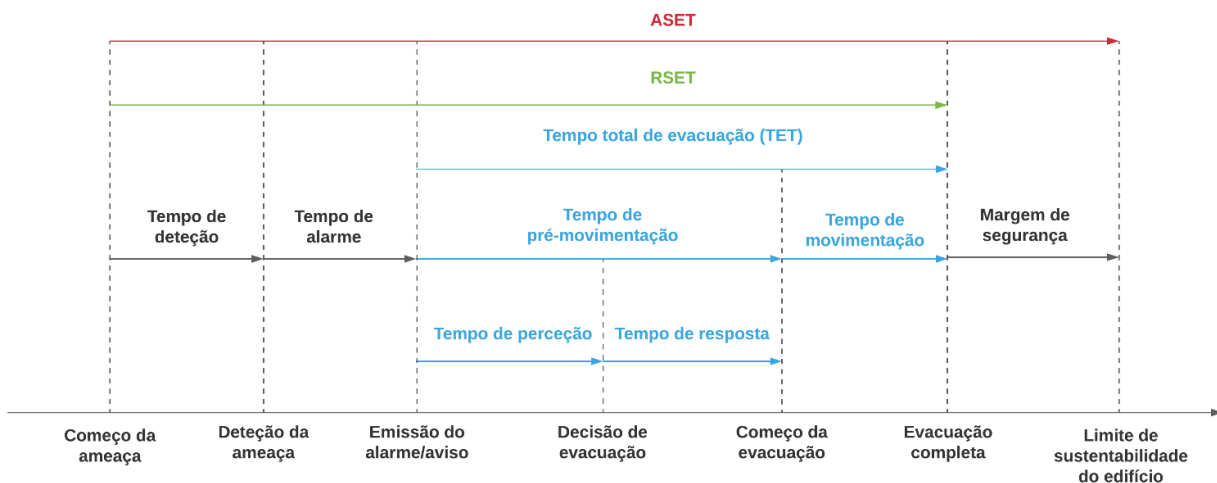 ASET
RSET
Tempo total de evacuação (TET)
Tempo de
deteção
Tempo de
alarme
Tempo de
pré-movimentação
Tempo de
movimentação
Margem de
segurança
Tempo de perceção
Tempo de resposta
Começo da
ameaça
Deteção da
ameaça
Emissão do
alarme/aviso
Decisão de
evacuação
Começo da
evacuação
Evacuação
completa
Limite de
sustentabilidade
do edifício